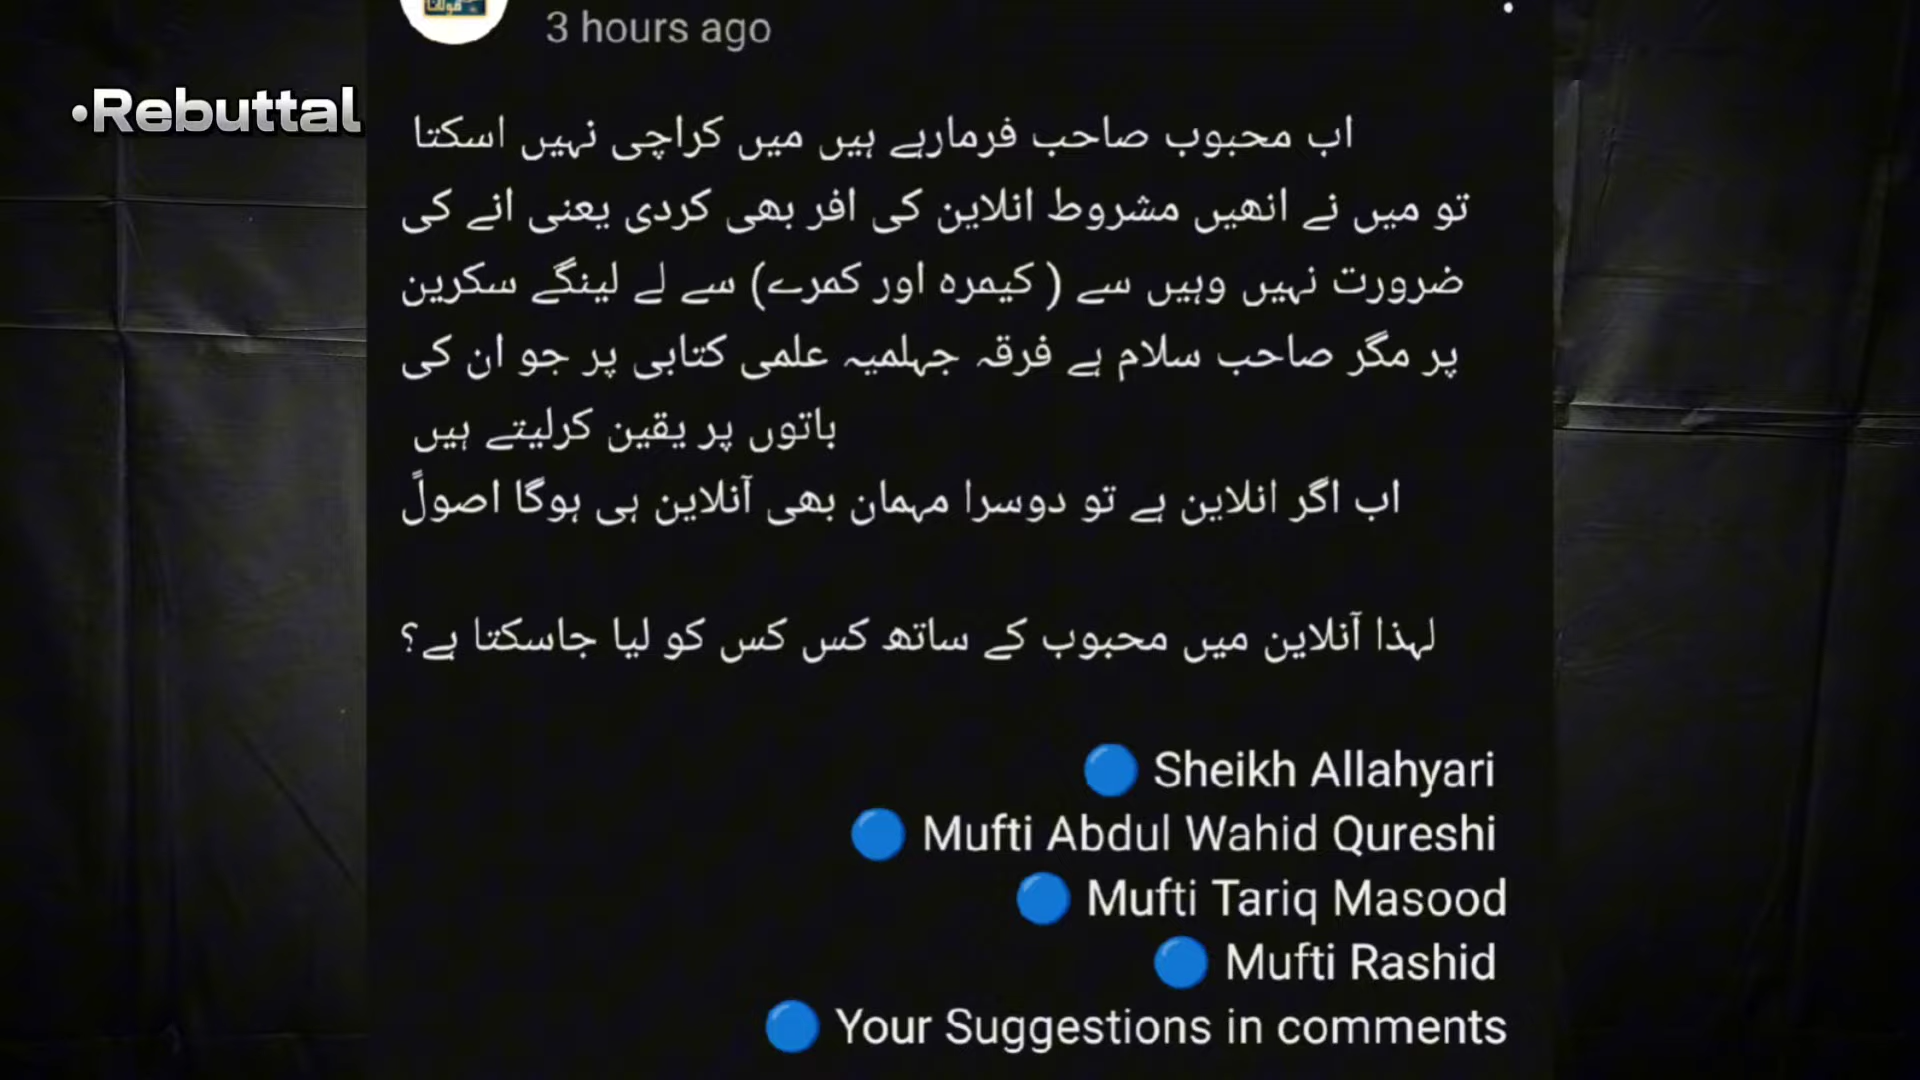 مولانا
3 hours ago
•Rebuttal
اب محبوب صاحب فرمارہے ہیں میں کراچی نہیں اسکتا
تو میں نے انھیں مشروط انلاین کی افر بھی کردی یعنی انے کی
ضرورت نہیں وہیں سے ( کیمرہ اور کمرے) سے لے لینگے سکرین
پر مگر صاحب سلام ہے فرقہ جہلمیہ علمی کتابی پر جو ان کی
باتوں پر یقین کرلیتے ہیں
اب اگر انلاین ہے تو دوسرا مہمان بھی آنلاین ہی ہوگا اصولً
لہذا آنلاین میں محبوب کے ساتھ کس کس کو لیا جاسکتا ہے؟
🔵 Sheikh Allahyari
🔵 Mufti Abdul Wahid Qureshi
🔵 Mufti Tariq Masood
🔵 Mufti Rashid
🔵 Your Suggestions in comments